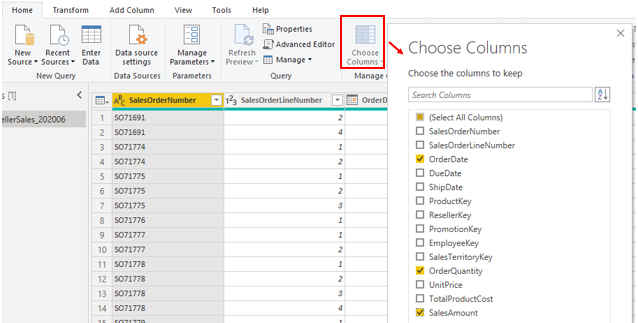 Home Transform Add Column View Tools Help
New Source
Recent Sources
Enter Data
New Query
Data source settings
Data Sources
Manage Parameters
Parameters
Refresh Preview
Properties
Advanced Editor
Manage
Query
Choose Columns
Manage C
s [1]
ellerSales_202006
ABC SalesOrderNumber 123 SalesOrderLineNumber OrderD
1 SO71691 2
2 SO71691 4
3 SO71774 1
4 SO71774 2
5 SO71775 1
6 SO71775 2
7 SO71775 3
8 SO71776 1
9 SO71777 1
10 SO71777 2
11 SO71778 1
12 SO71778 2
13 SO71778 3
14 SO71778 4
15 SO71779 1
Choose Columns
Choose the columns to keep
Search Columns
AZ
(Select All Columns)
SalesOrderNumber
SalesOrderLineNumber
OrderDate
DueDate
ShipDate
ProductKey
ResellerKey
PromotionKey
EmployeeKey
SalesTerritoryKey
OrderQuantity
UnitPrice
TotalProductCost
SalesAmount